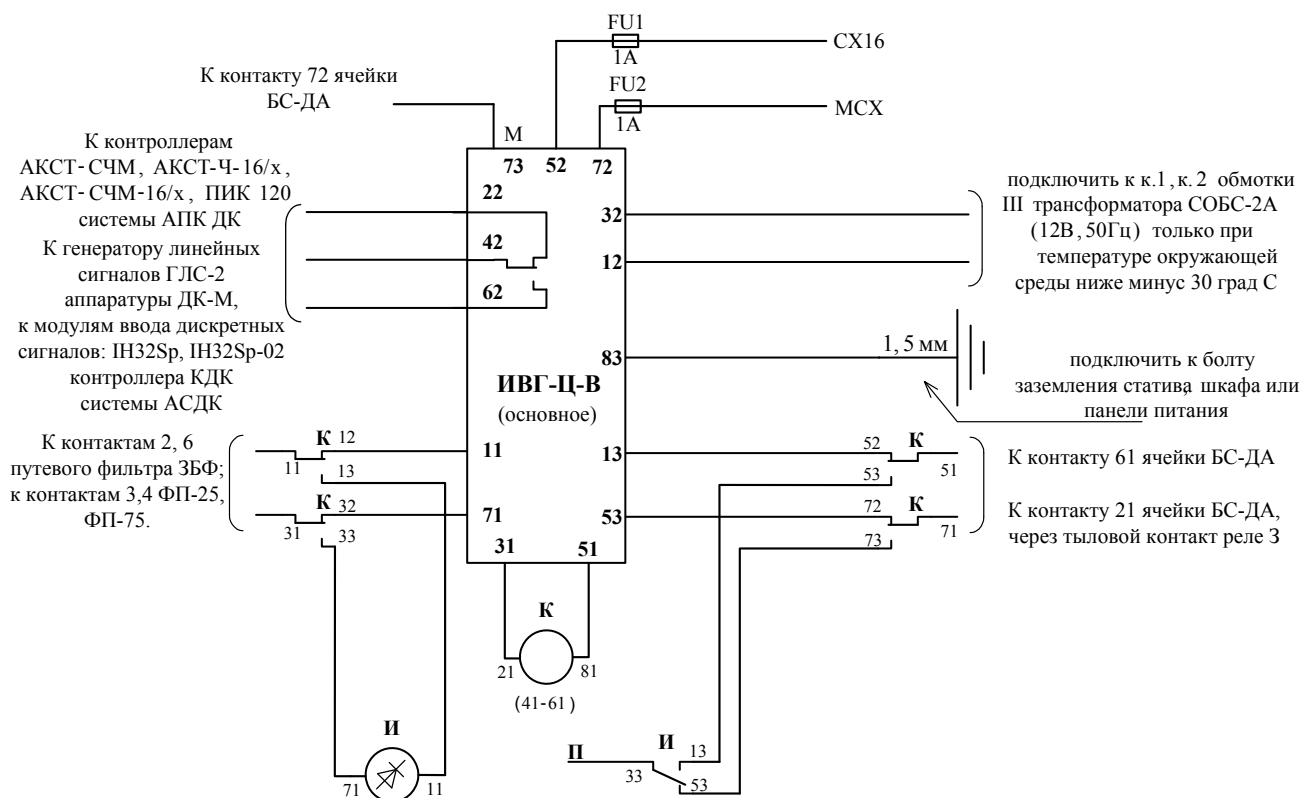 FU1
1А
СХ16
К контакту 72 ячейки
БС-ДА
FU2
1А
МСХ
М
73
52
72
К контроллерам
АКСТ-СЧМ, АКСТ-Ч-16/х,
АКСТ-СЧМ-16/х, ПИК 120
системы АПК ДК
К генератору линейных
сигналов ГЛС-2
аппаратуры ДК-М,
к модулям ввода дискретных
сигналов: IH32Sp, IH32Sp-02
контроллера КДК
системы АСДК
22
42
62
32
12
83
подключить к к.1, к. 2 обмотки
III трансформатора СОБС-2А
(12В, 50Гц) только при
температуре окружающей
среды ниже минус 30 град С
1, 5 мм
подключить к болту
заземления статива, шкафа или
панели питания
ИВГ-Ц-В
(основное)
К контактам 2, 6
путевого фильтра ЗБФ;
к контактам 3,4 ФП-25,
ФП-75.
К 12
11
13
К 32
31
33
11
71
13
53
31
51
52 К
53
51
72 К
73
71
К контакту 61 ячейки БС-ДА
К контакту 21 ячейки БС-ДА,
через тыловой контакт реле З
К
21
81
(41-61)
И
71
11
П
И
13
33
53